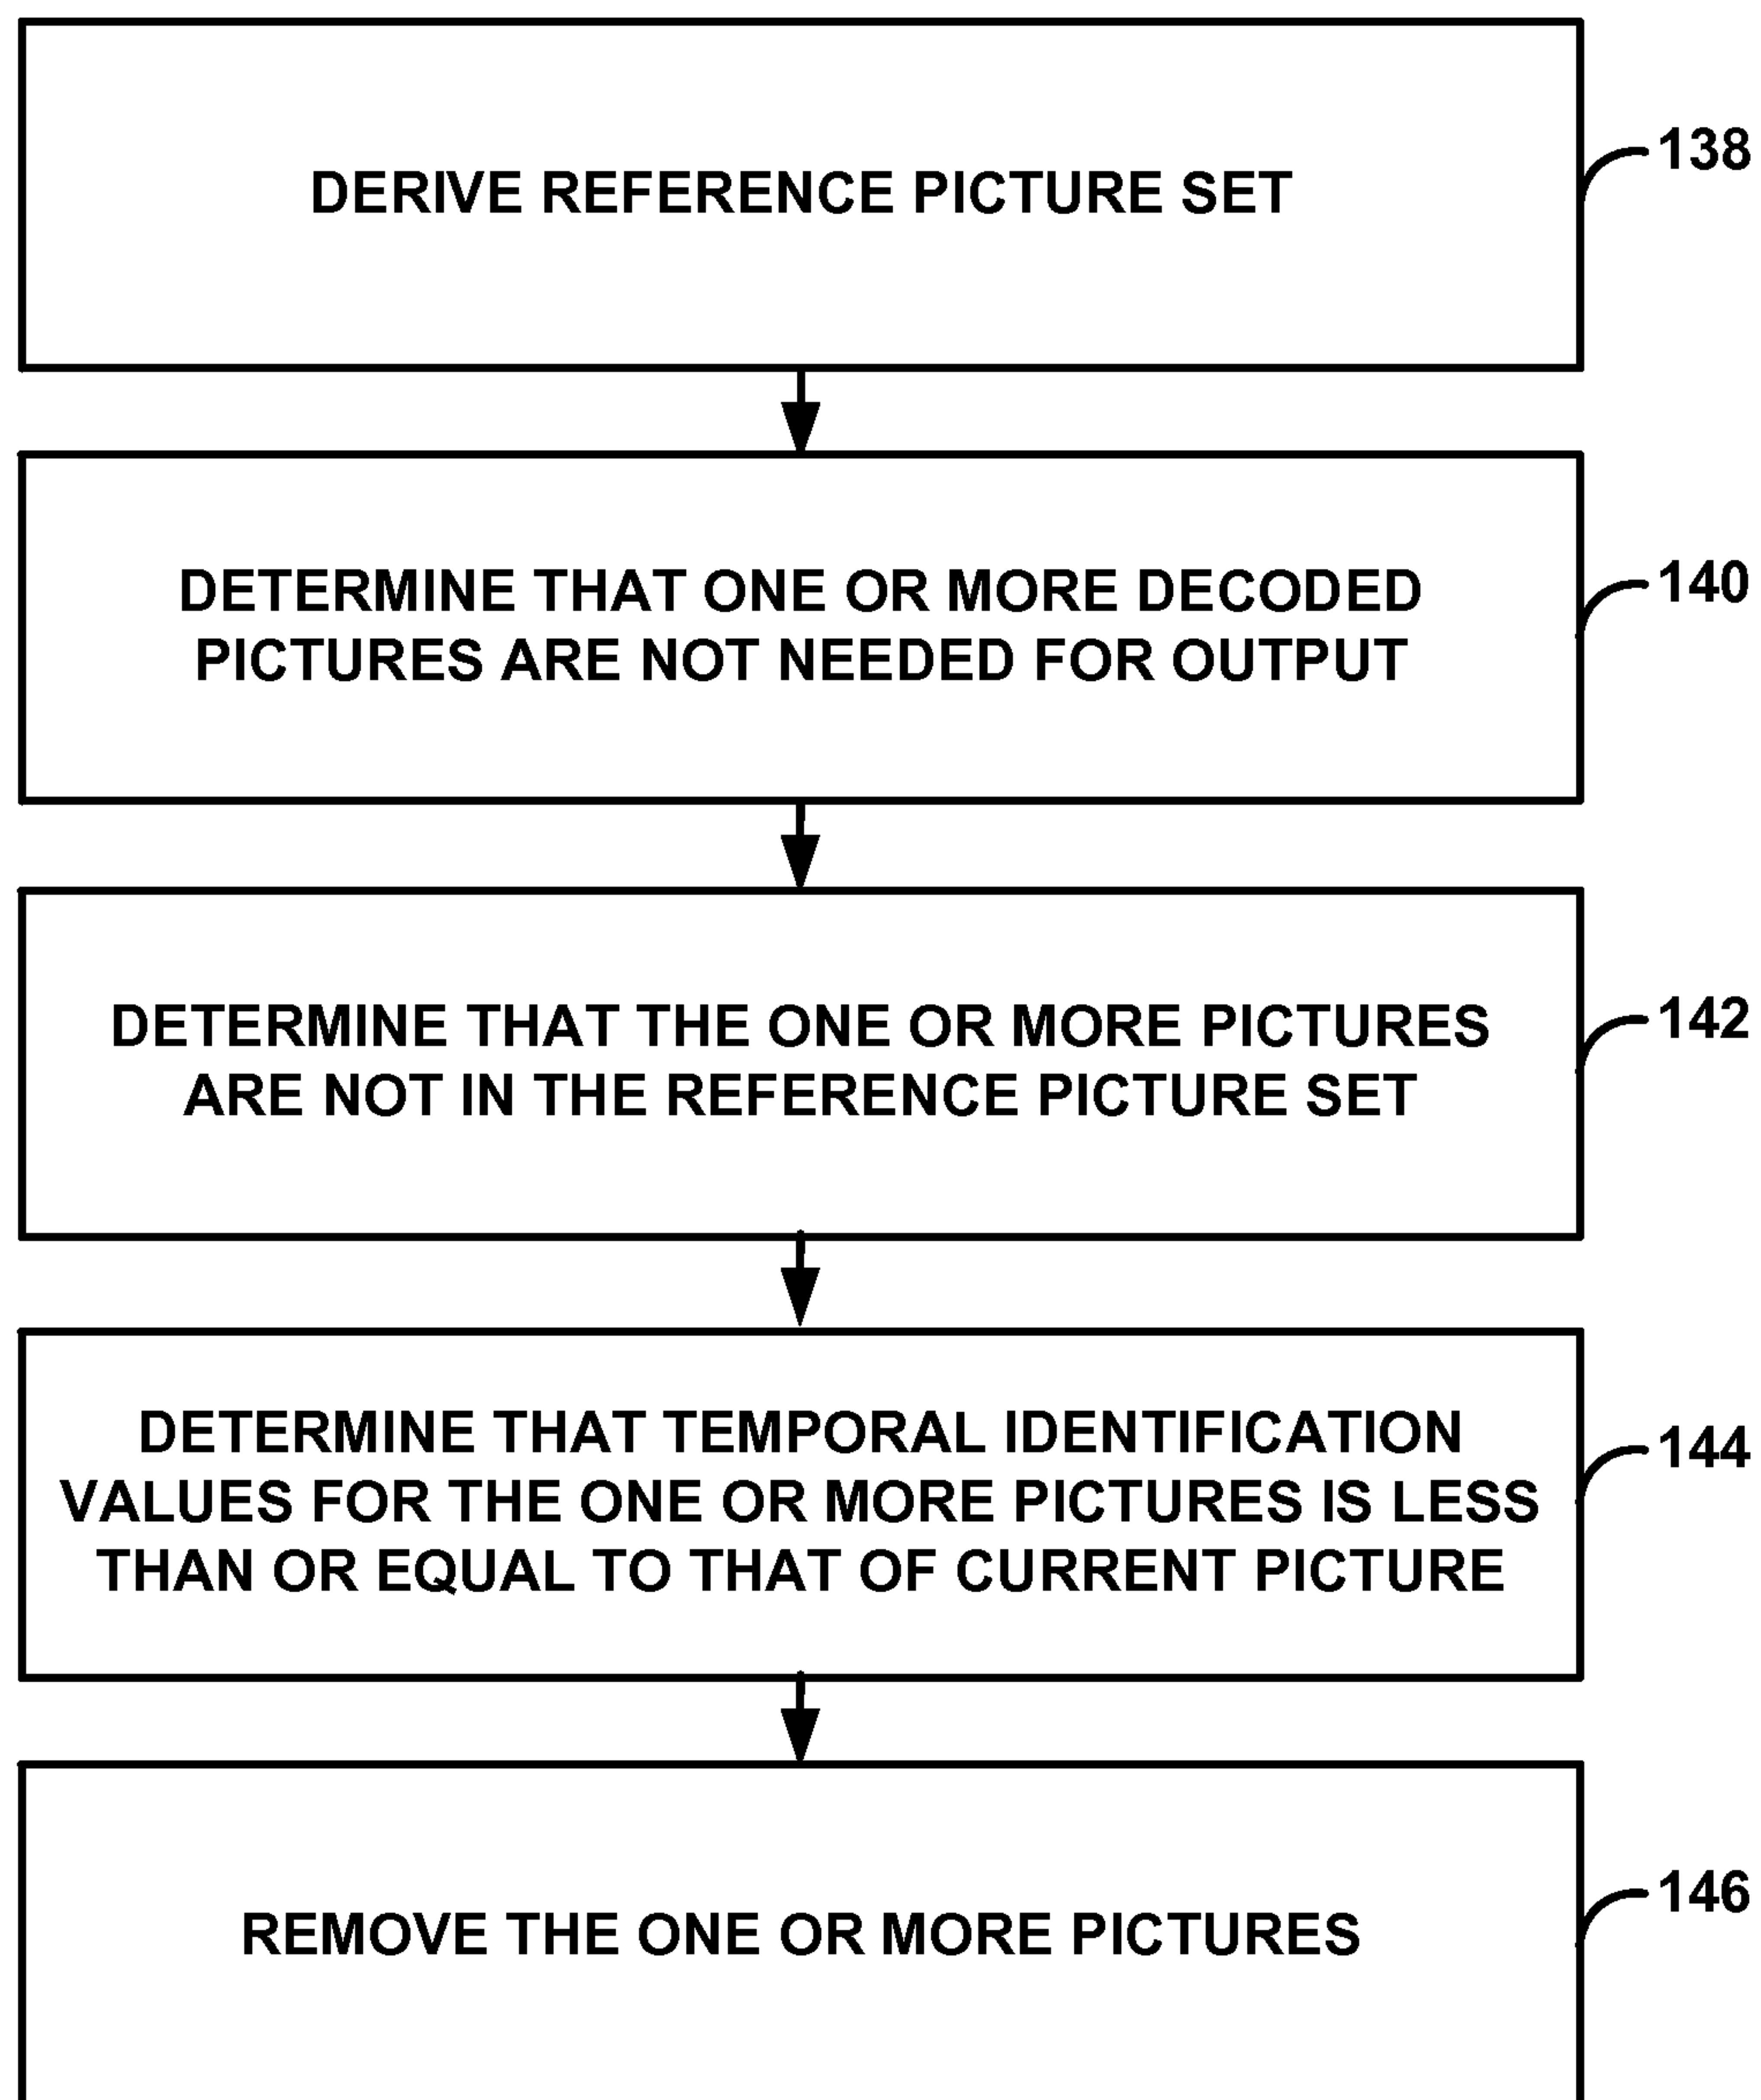 DERIVE REFERENCE PICTURE SET
138
DETERMINE THAT ONE OR MORE DECODED
PICTURES ARE NOT NEEDED FOR OUTPUT
140
DETERMINE THAT THE ONE OR MORE PICTURES
ARE NOT IN THE REFERENCE PICTURE SET
142
DETERMINE THAT TEMPORAL IDENTIFICATION
VALUES FOR THE ONE OR MORE PICTURES IS LESS
THAN OR EQUAL TO THAT OF CURRENT PICTURE
144
REMOVE THE ONE OR MORE PICTURES
146